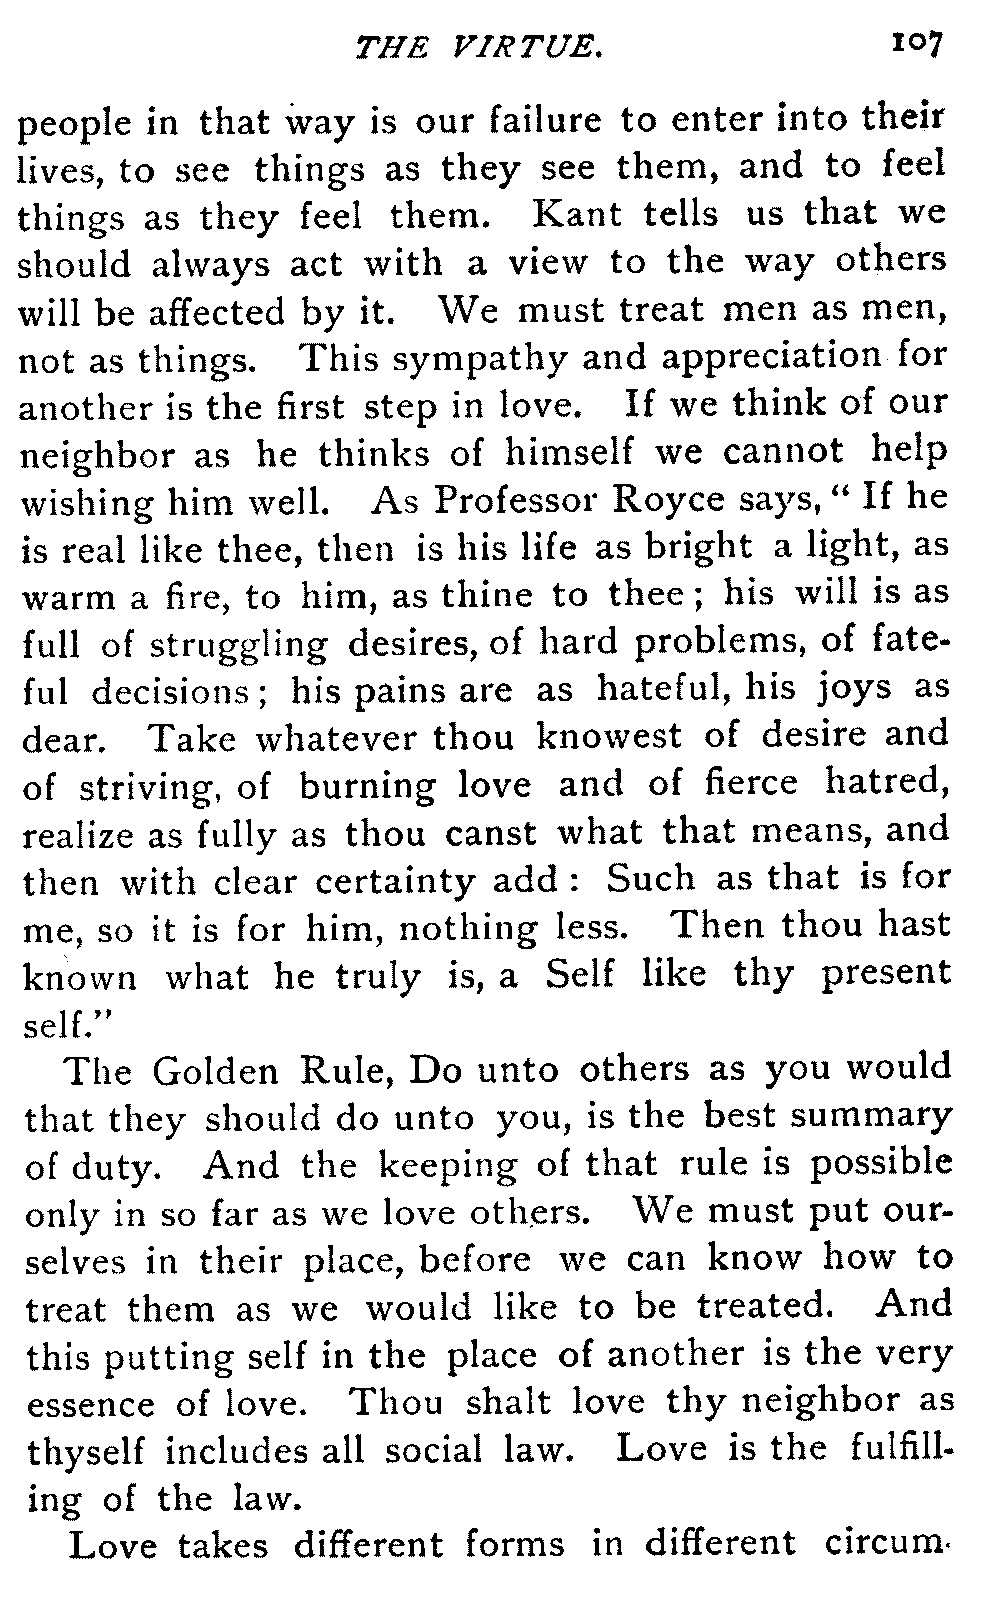 THE VIRTUE. 107
people in that way is our failure to enter into their
lives, to see things as they see them, and to feel
things as they feel them. Kant tells us that we
should always act with a view to the way others
will be affected by it. We must treat men as men,
not as things. This sympathy and appreciation for
another is the first step in love. If we think of our
neighbor as he thinks of himself we cannot help
wishing him well. As Professor Royce says, “ If he
is real like thee, then is his life as bright a light, as
warm a fire, to him, as thine to thee ; his will is as
full of struggling desires, of hard problems, of fate-
ful decisions ; his pains are as hateful, his joys as
dear. Take whatever thou knowest of desire and
of striving, of burning love and of fierce hatred,
realize as fully as thou canst what that means, and
then with clear certainty add : Such as that is for
me, so it is for him, nothing less. Then thou hast
known what he truly is, a Self like thy present
self.”
The Golden Rule, Do unto others as you would
that they should do unto you, is the best summary
of duty. And the keeping of that rule is possible
only in so far as we love others. We must put our-
selves in their place, before we can know how to
treat them as we would like to be treated. And
this putting self in the place of another is the very
essence of love. Thou shalt love thy neighbor as
thyself includes all social law. Love is the fulfill-
ing of the law.
Love takes different forms in different circum-